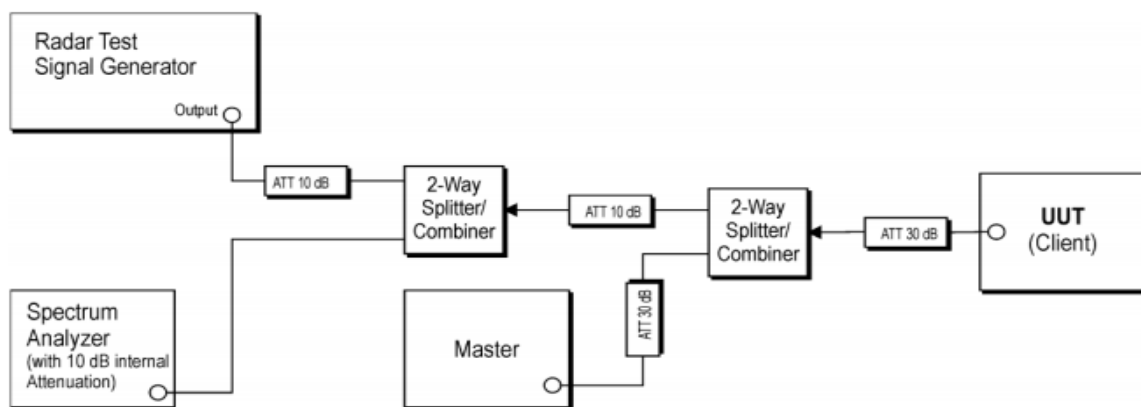 Radar Test
Signal Generator
Output
ATT 10 dB
2-Way
Splitter/
Combiner
ATT 10 dB
2-Way
Splitter/
Combiner
ATT 30 dB
UUT
(Client)
Spectrum
Analyzer
(with 10 dB internal
Attenuation)
Master
ATT 30 dB